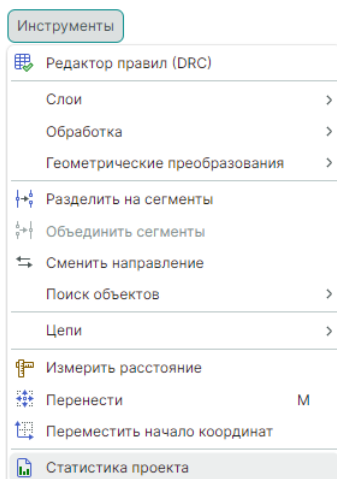 Инструменты
Редактор правил (DRC)
Слои
Обработка
Геометрические преобразования
Разделить на сегменты
Объединить сегменты
Сменить направление
Поиск объектов
Цепи
Измерить расстояние
Перенести M
Переместить начало координат
Статистика проекта